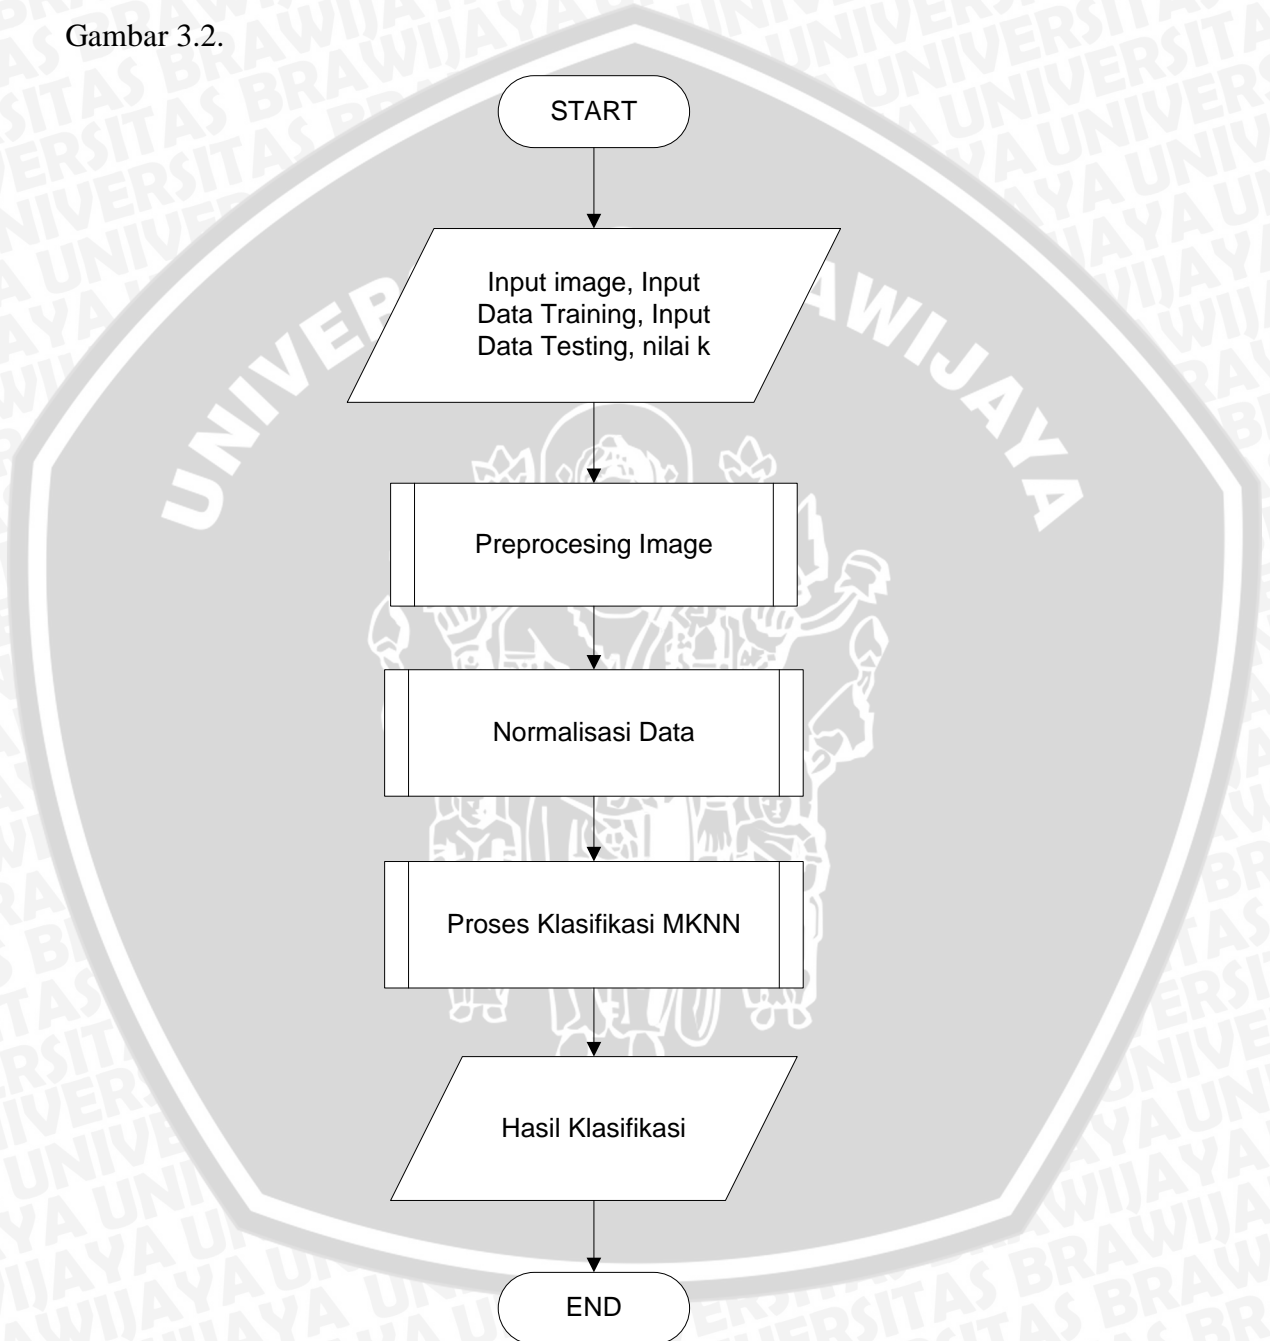 Gambar 3.2.
START
Input image, Input
Data Training, Input
Data Testing, nilai k
Preprocesing Image
Normalisasi Data
Proses Klasifikasi MKNN
Hasil Klasifikasi
END